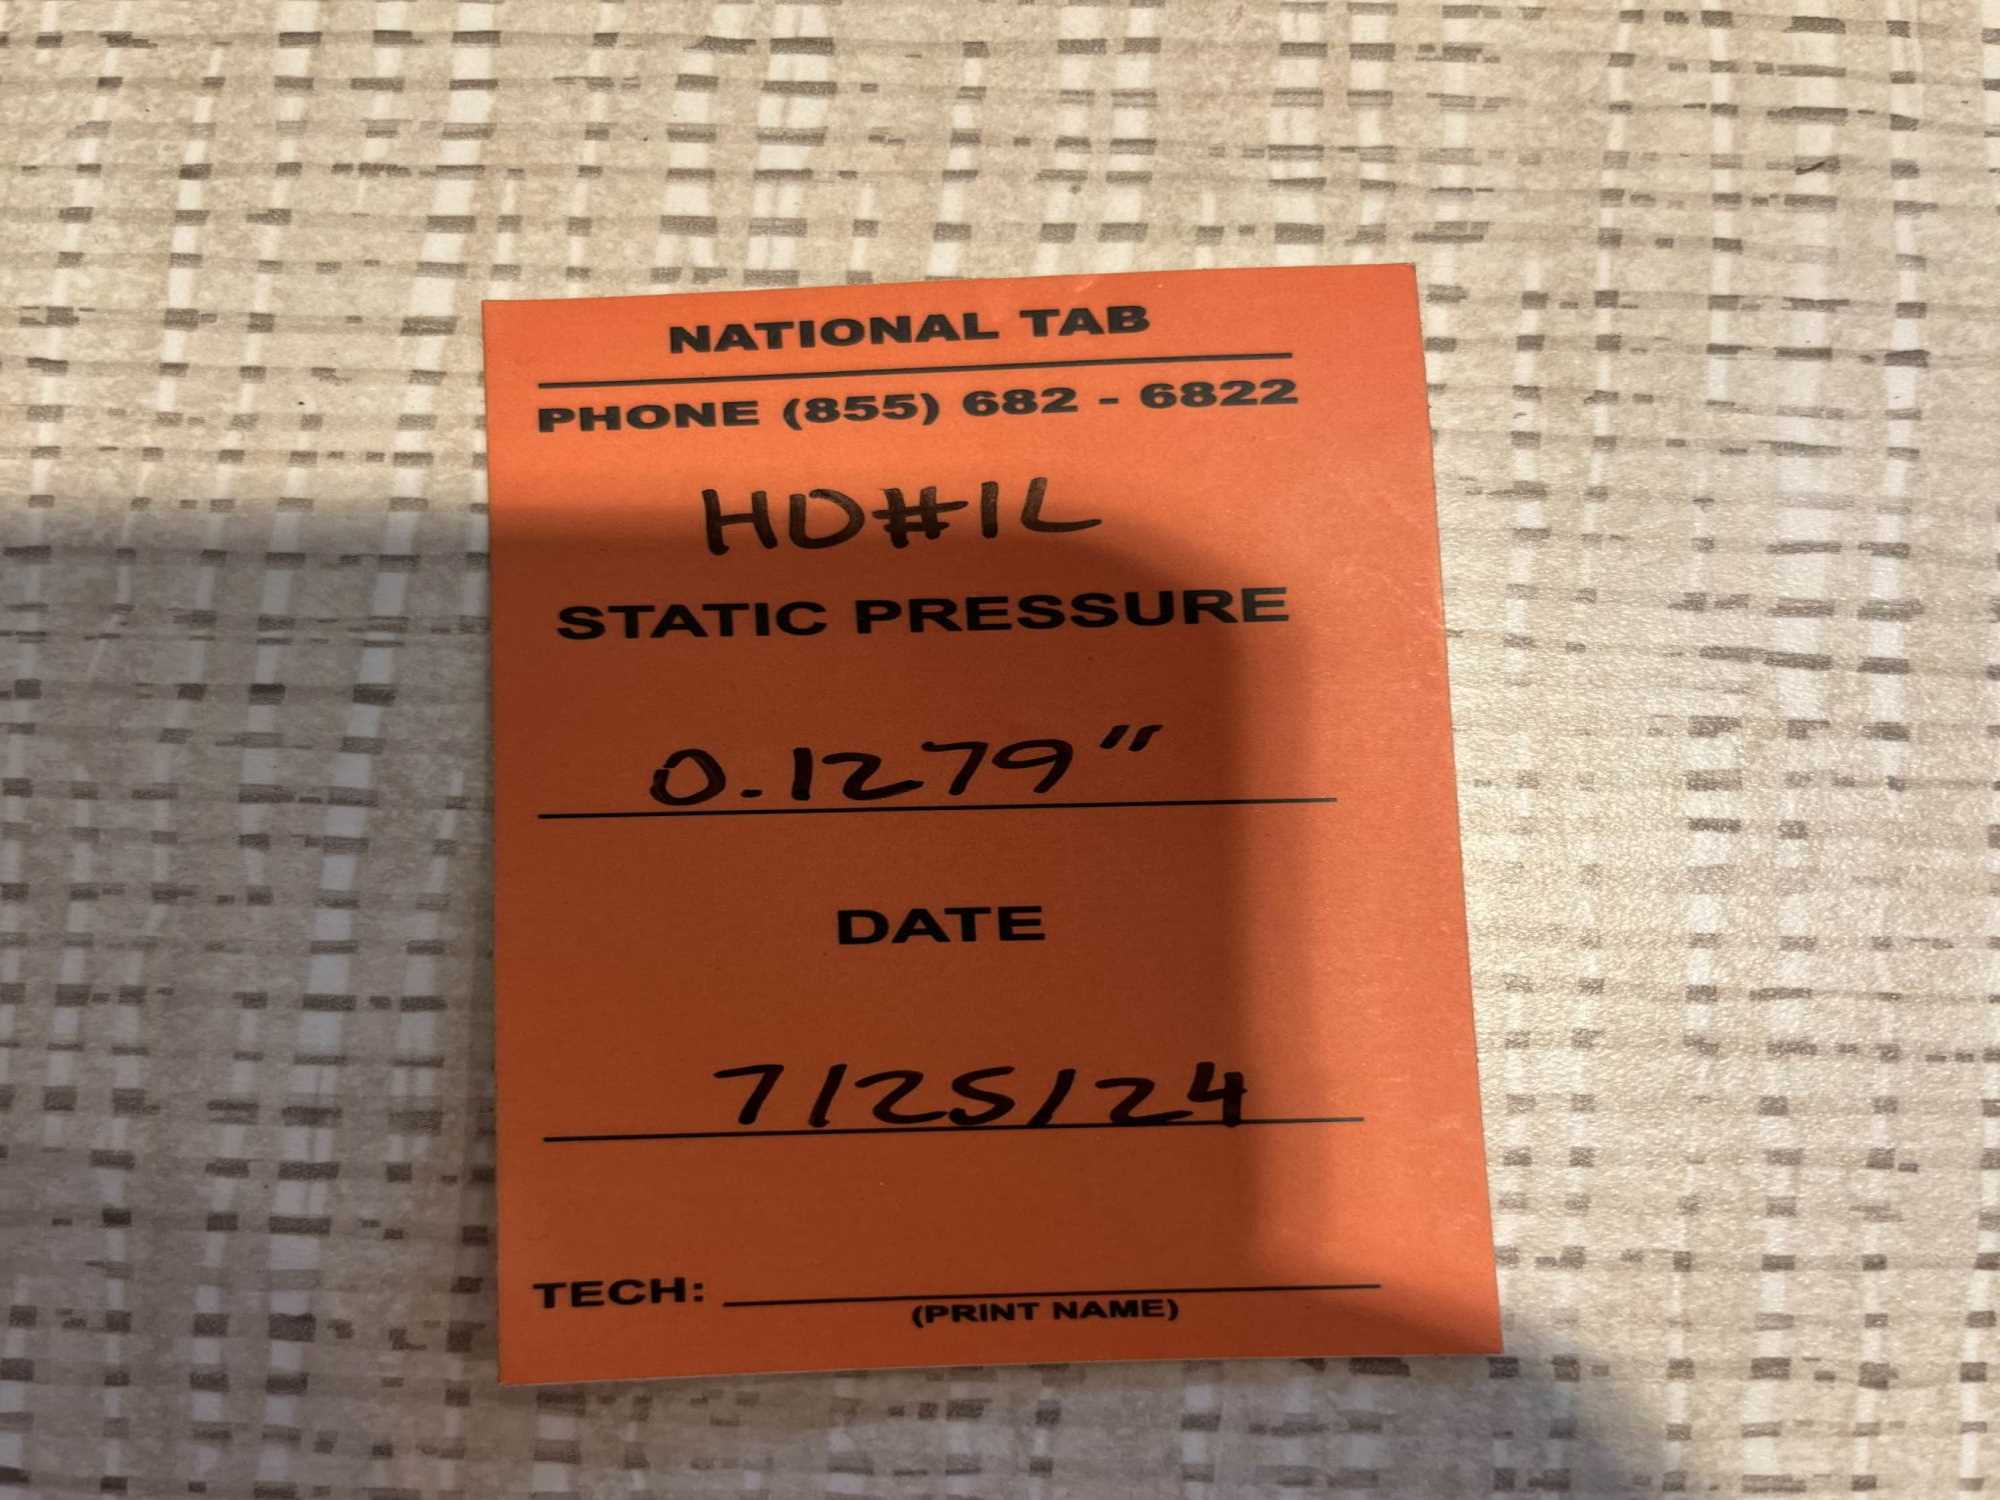 NATIONAL TAB
PHONE (855) 682 - 6822
HD#1L
STATIC PRESSURE
0.1279"
DATE
7/25/24
TECH:
(PRINT NAME)